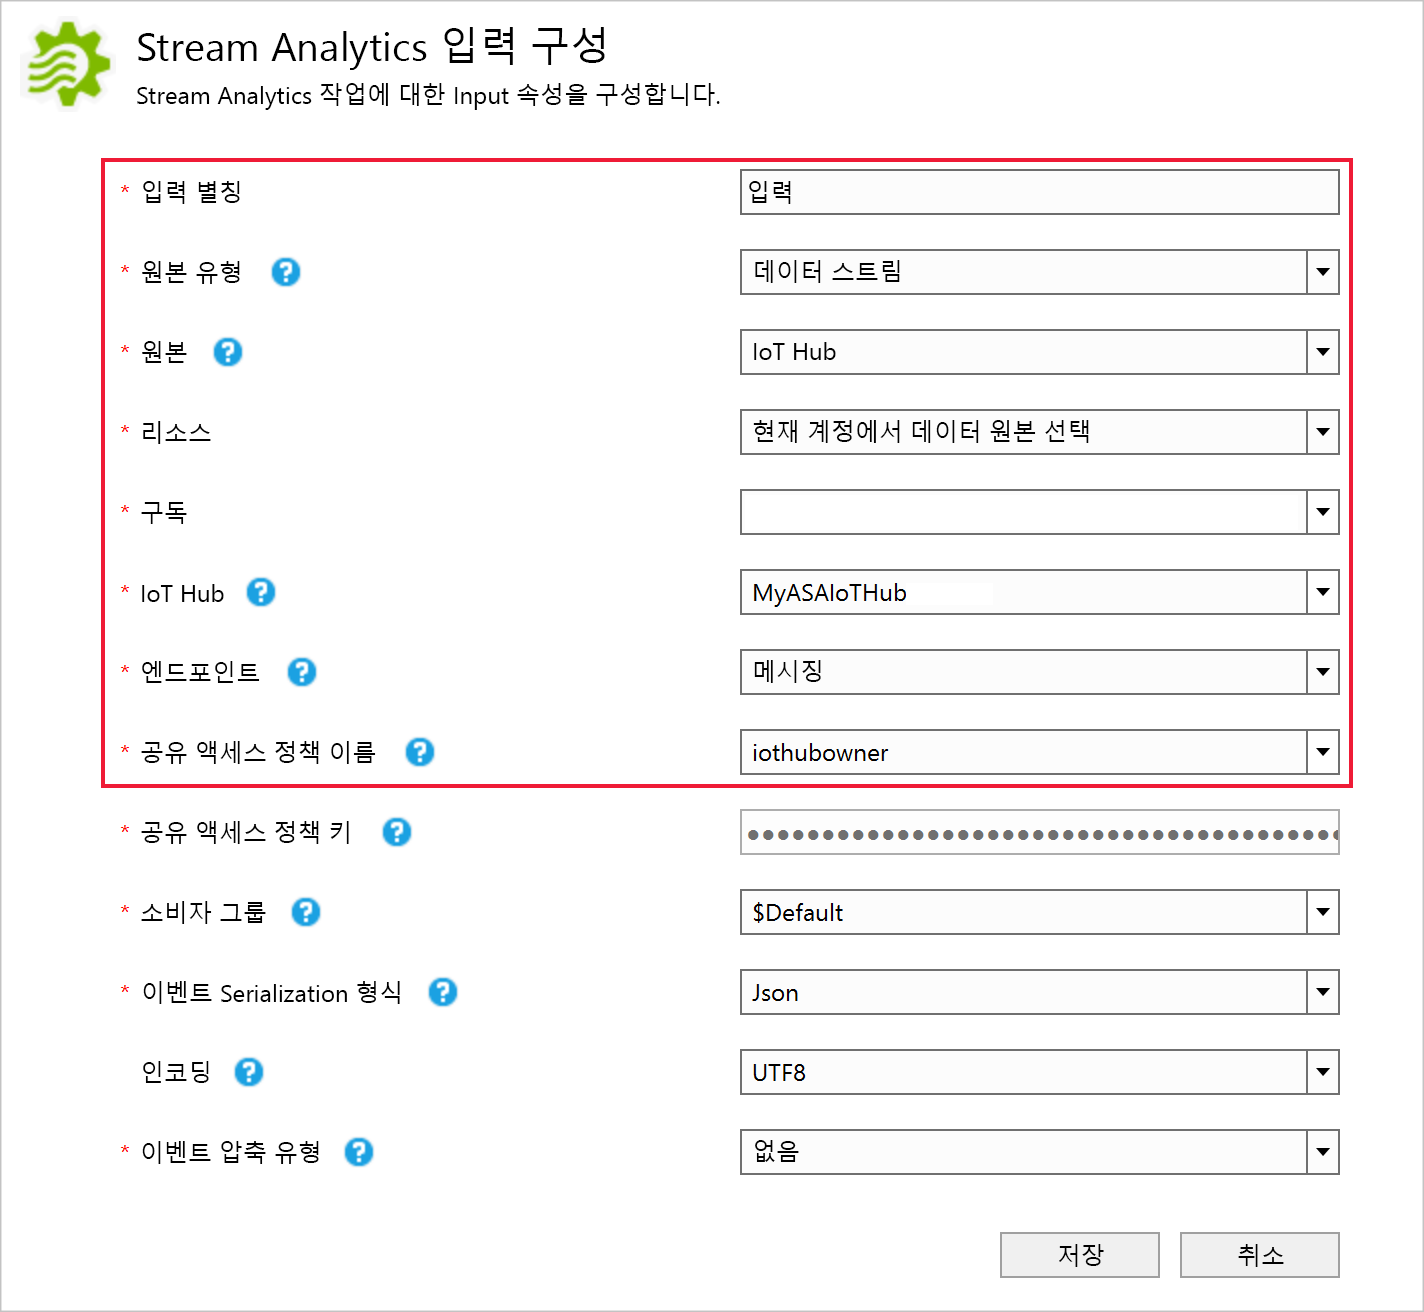 Stream Analytics 입력 구성
Stream Analytics 작업에 대한 Input 속성을 구성합니다.
* 입력 별칭 입력
* 원본 유형 ? 데이터 스트림
* 원본 ? IoT Hub
* 리소스 현재 계정에서 데이터 원본 선택
* 구독
* IoT Hub ? MyASAIoTHub
* 엔드포인트 ? 메시징
* 공유 액세스 정책 이름 ? iothubowner
* 공유 액세스 정책 키 ? ●●●●●●●●●●●●●●●●●●●●●●●●●●●●●●●●●●●●●●●●
* 소비자 그룹 ? $Default
* 이벤트 Serialization 형식 ? Json
인코딩 ? UTF8
* 이벤트 압축 유형 ? 없음
저장 취소